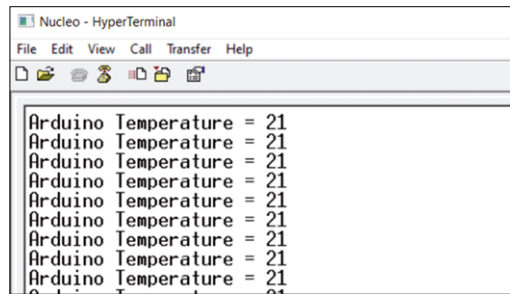 Nucleo - HyperTerminal
File Edit View Call Transfer Help
Arduino Temperature = 21
Arduino Temperature = 21
Arduino Temperature = 21
Arduino Temperature = 21
Arduino Temperature = 21
Arduino Temperature = 21
Arduino Temperature = 21
Arduino Temperature = 21
Arduino Temperature = 21